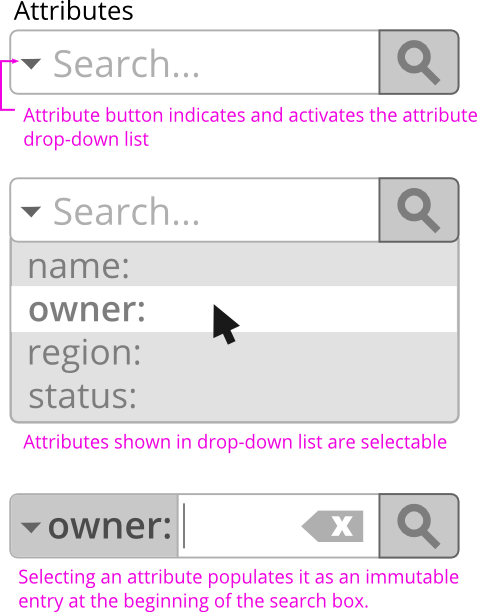 Attributes
Search...
Attribute button indicates and activates the attribute
drop-down list
Search...
name:
owner:
region:
status:
Attributes shown in drop-down list are selectable
owner:
x
Selecting an attribute populates it as an immutable
entry at the beginning of the search box.